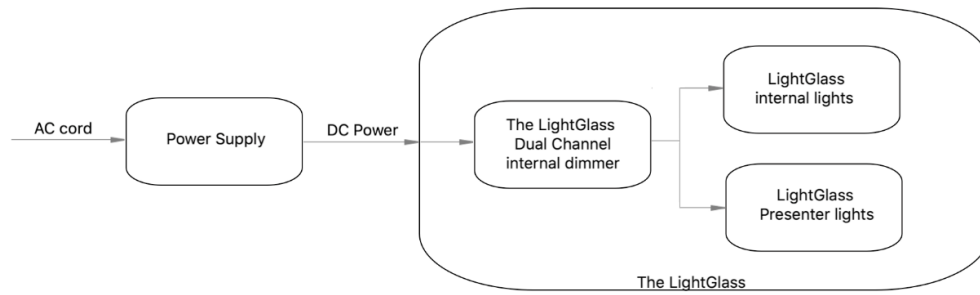 AC cord
Power Supply
DC Power
The LightGlass
Dual Channel
internal dimmer
LightGlass
internal lights
LightGlass
Presenter lights
The LightGlass